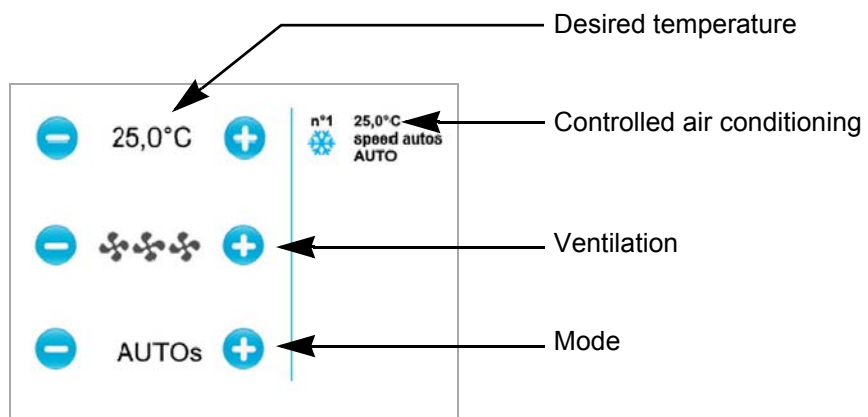 Desired temperature
25,0°C
n°1 25,0°C
speed autos
AUTO
Controlled air conditioning
Ventilation
AUTOs
Mode